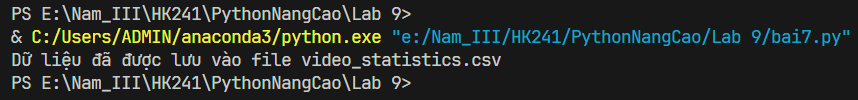 PS E:\Nam_III\HK241\PythonNangCao\Lab 9>
& C:/Users/ADMIN/anaconda3/python.exe "e:/Nam_III/HK241/PythonNangCao/Lab 9/bai7.py"
Dữ liệu đã được lưu vào file video_statistics.csv
PS E:\Nam_III\HK241\PythonNangCao\Lab 9>